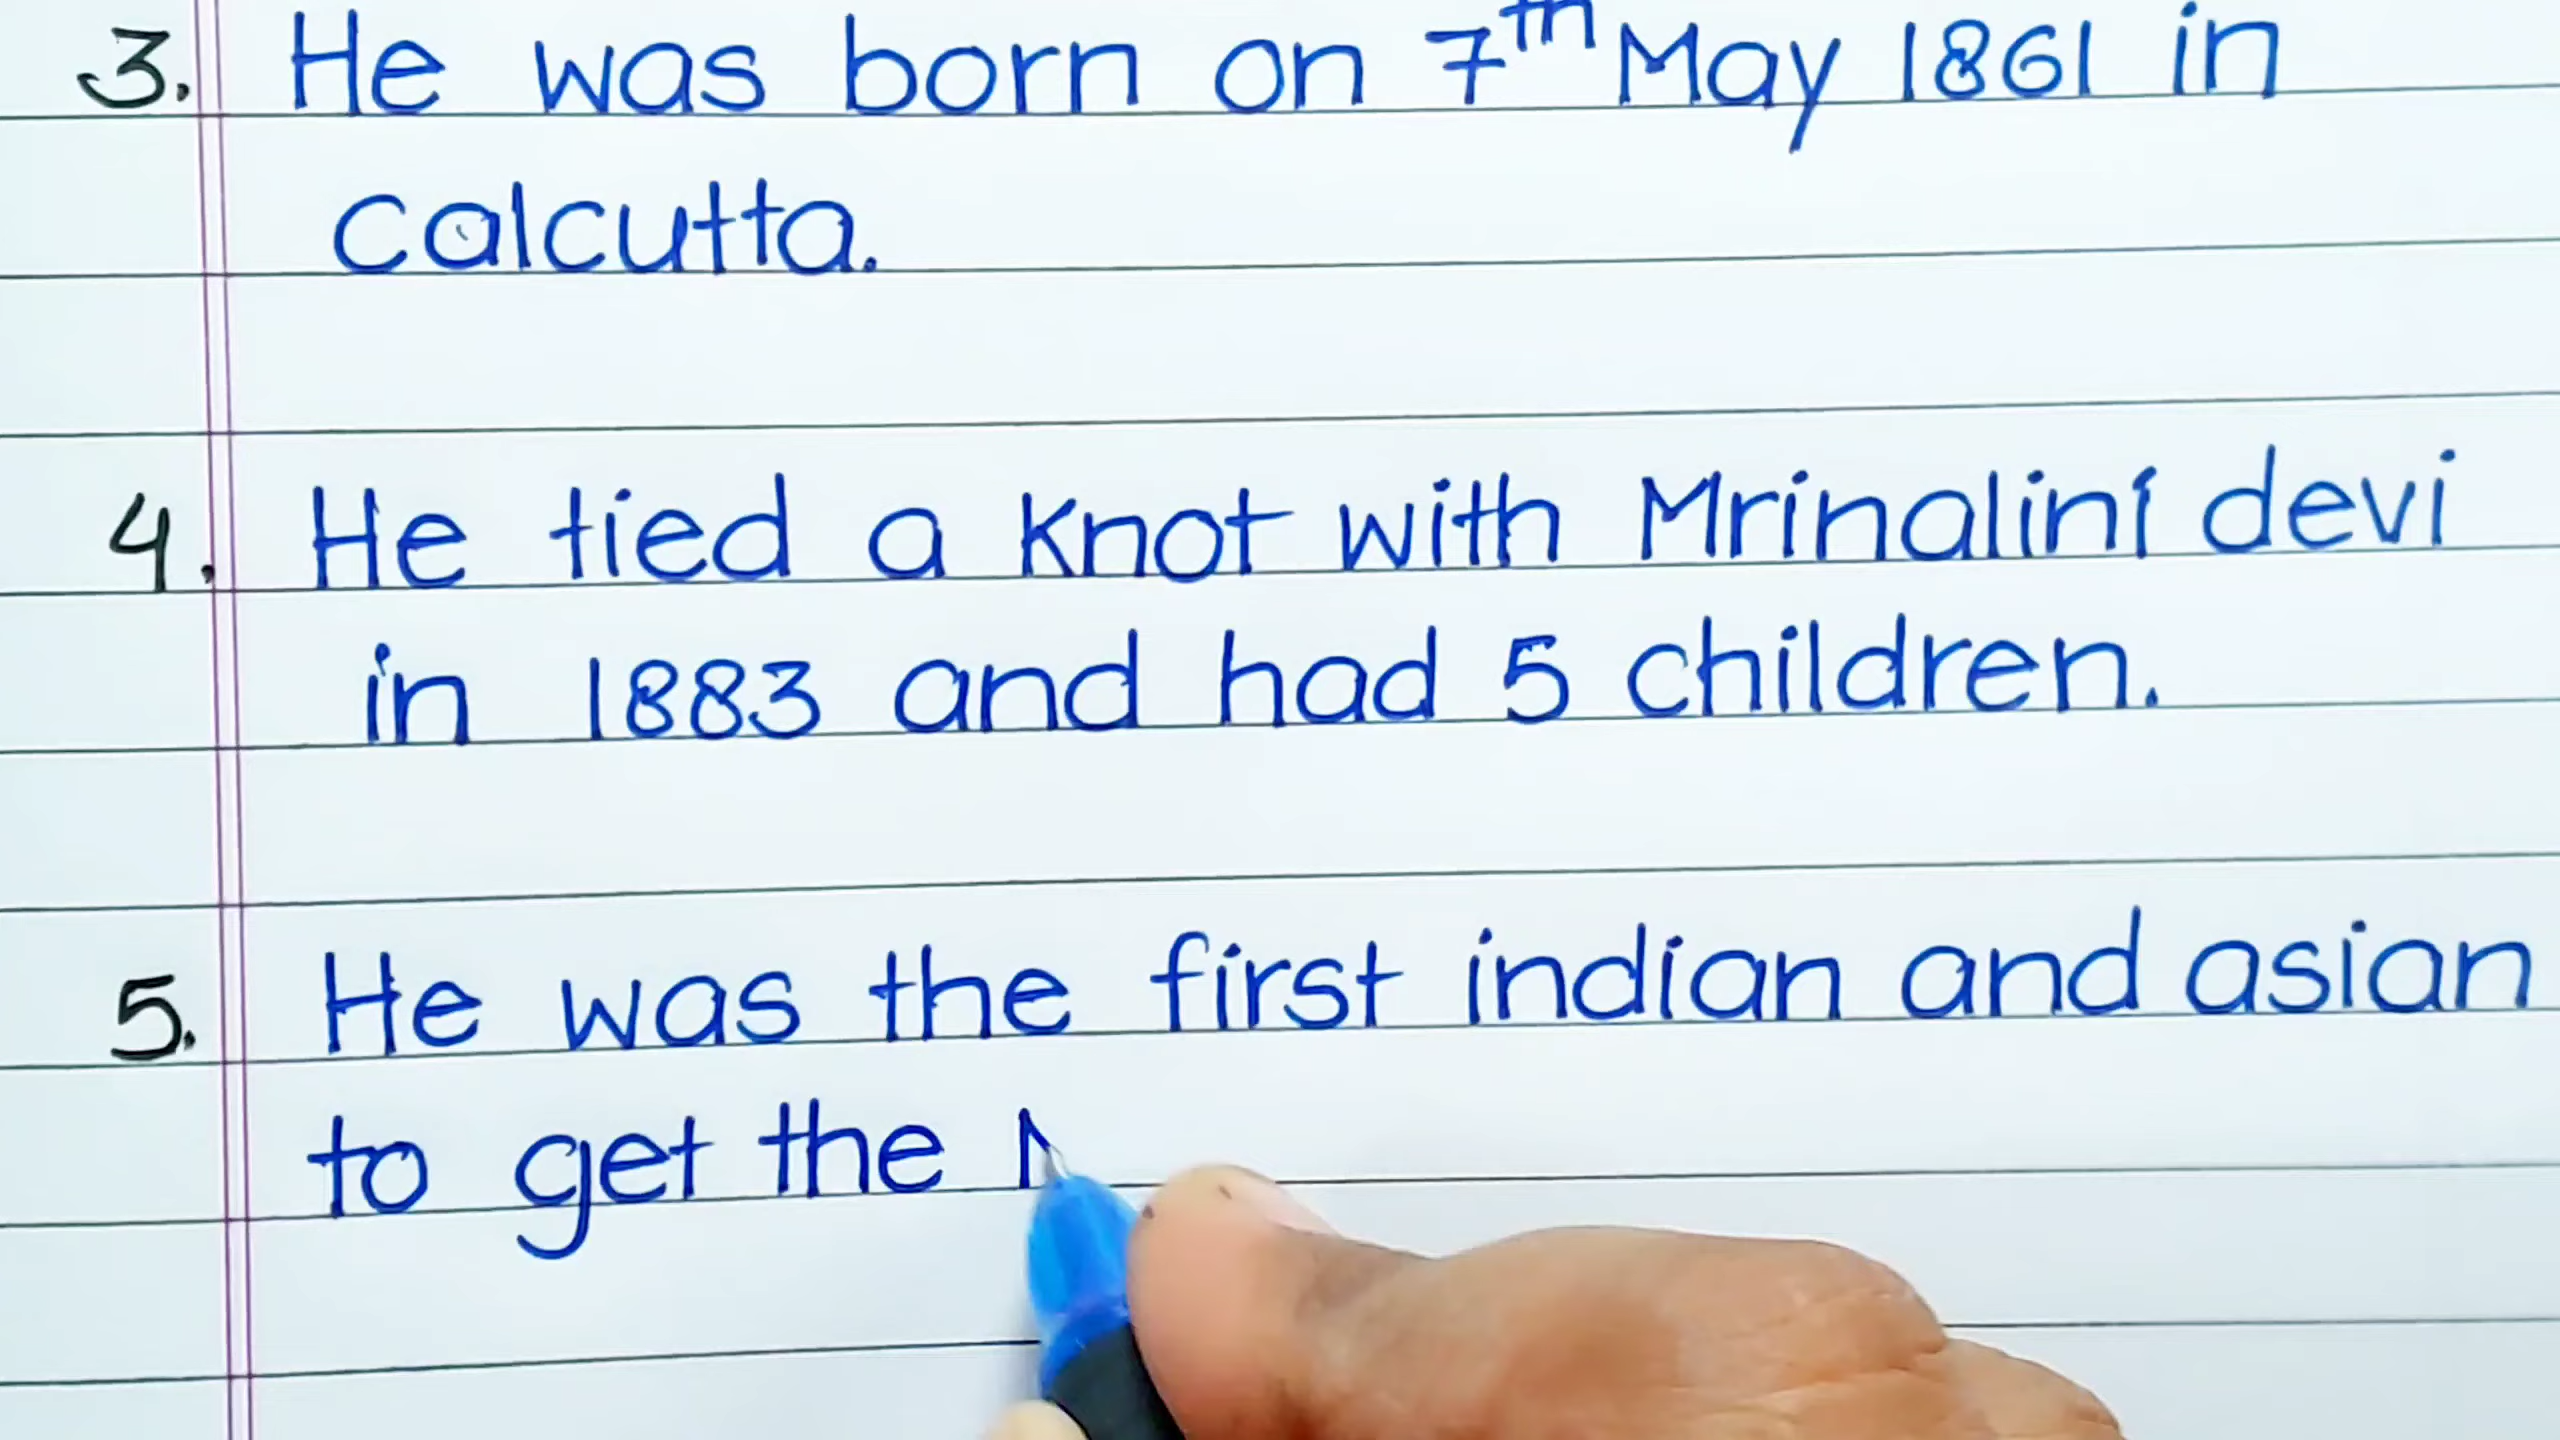 3. He was born on 7th May 1861 in
calcutta.
4. He tied a knot with Mrinalini devi
in 1883 and had 5 children.
5. He was the first indian and asian
to get the